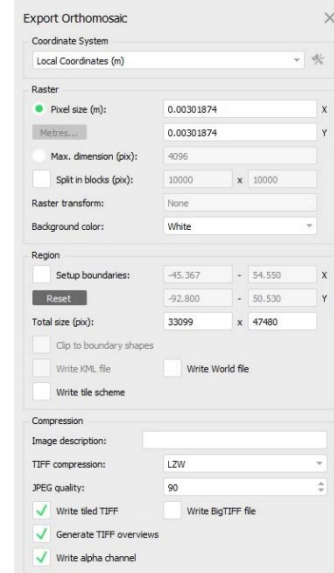 Export Orthomosaic
Coordinate System
Local Coordinates (m)
Raster
Pixel size (m): 0.00301874 X
Metres... 0.00301874 Y
Max. dimension (pix): 4096
Split in blocks (pix): 10000 x 10000
Raster transform: None
Background color: White
Region
Setup boundaries: -45.367 - 54.550 X
Reset -92.800 - 50.530 Y
Total size (pix): 33099 x 47480
Clip to boundary shapes
Write KML file Write World file
Write tile scheme
Compression
Image description:
TIFF compression: LZW
JPEG quality: 90
Write tiled TIFF Write BigTIFF file
Generate TIFF overviews
Write alpha channel